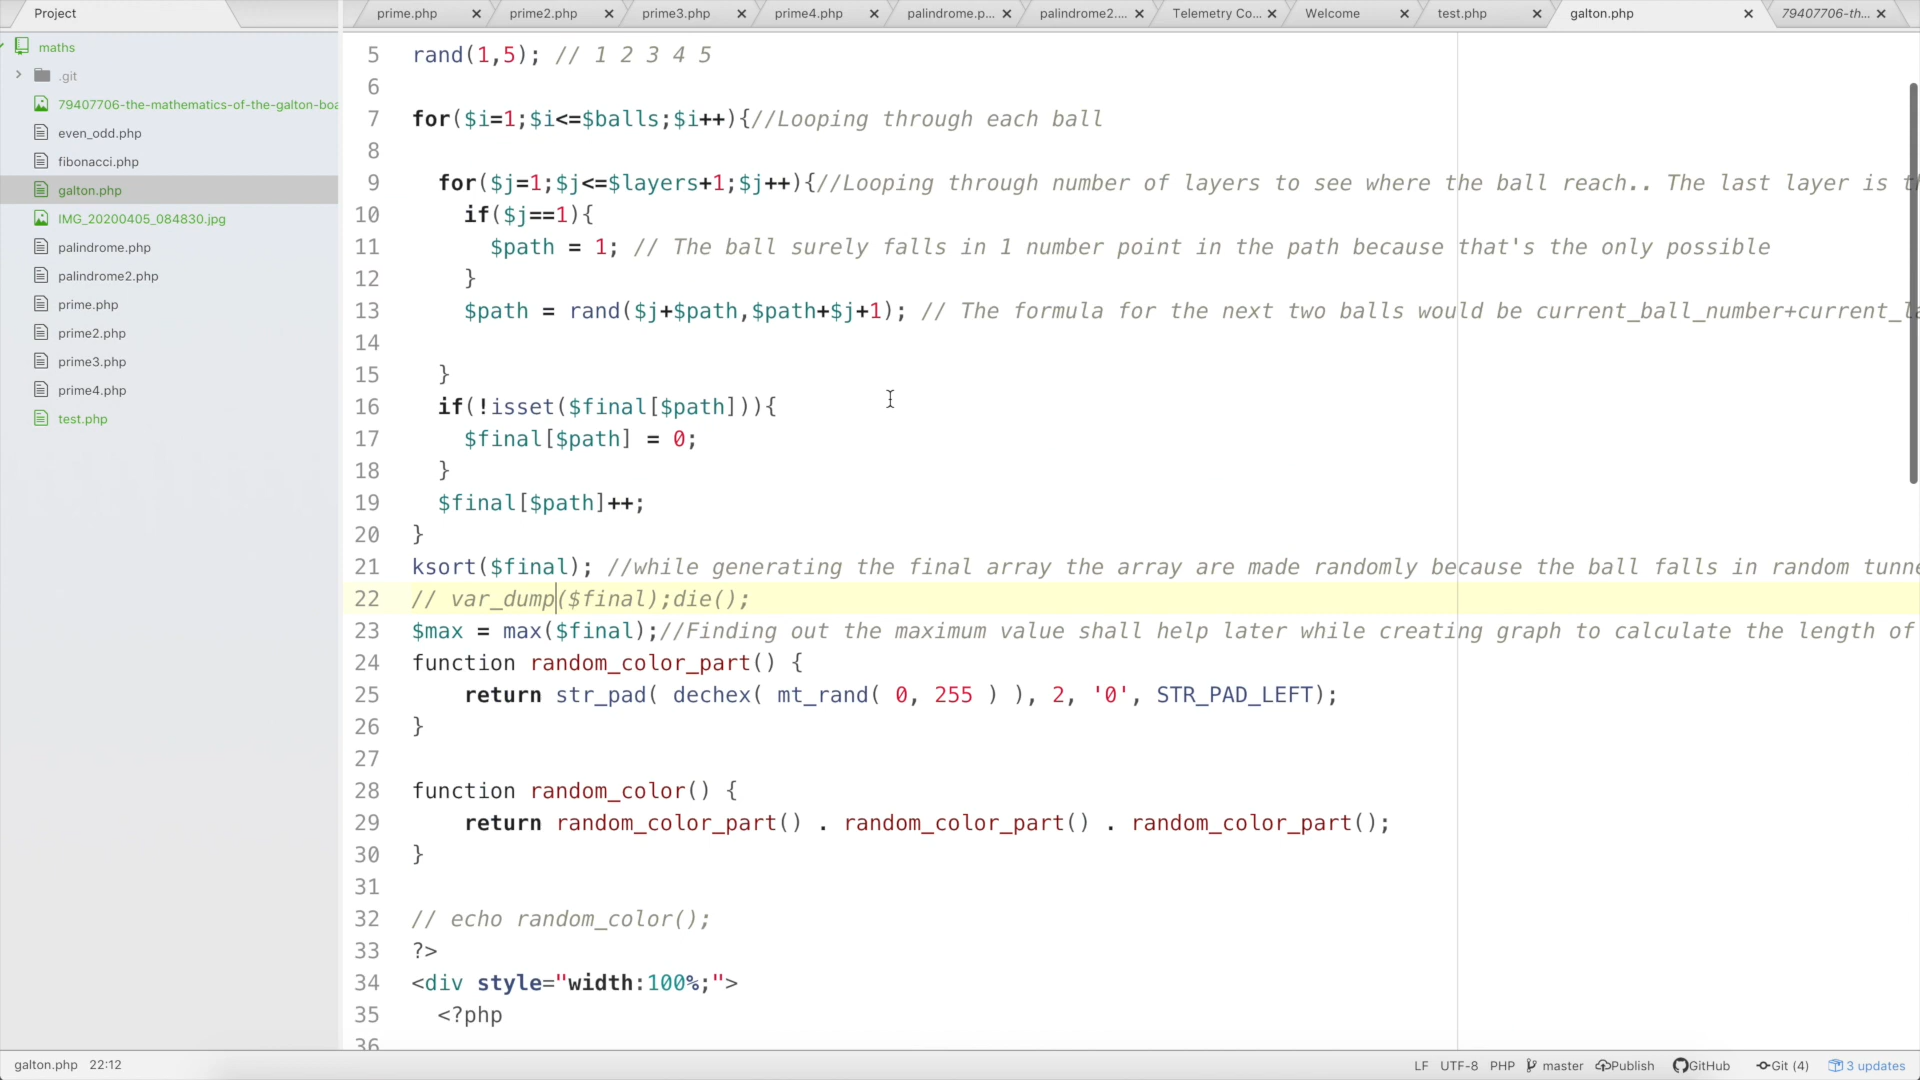 Project
prime.php
prime2.php
prime3.php
prime4.php
palindrome.p...
palindrome2....
Telemetry Co...
Welcome
test.php
galton.php
79407706-th...
maths
.git
79407706-the-mathematics-of-the-galton-boa
even_odd.php
fibonacci.php
galton.php
IMG_20200405_084830.jpg
palindrome.php
palindrome2.php
prime.php
prime2.php
prime3.php
prime4.php
test.php
5 rand(1,5); // 1 2 3 4 5
6
7 for($i=1;$i<=$balls;$i++){//Looping through each ball
8
9 for($j=1;$j<=$layers+1;$j++){//Looping through number of layers to see where the ball reach.. The last layer is
10 if($j==1){
11 $path = 1; // The ball surely falls in 1 number point in the path because that's the only possible
12 }
13 $path = rand($j+$path,$path+$j+1); // The formula for the next two balls would be current_ball_number+current_l
14
15 }
16 if(!isset($final[$path])){
17 $final[$path] = 0;
18 }
19 $final[$path]++;
20 }
21 ksort($final); //while generating the final array the array are made randomly because the ball falls in random tunn
22 // var_dump($final);die();
23 $max = max($final);//Finding out the maximum value shall help later while creating graph to calculate the length of
24 function random_color_part() {
25 return str_pad( dechex( mt_rand( 0, 255 ) ), 2, '0', STR_PAD_LEFT);
26 }
27
28 function random_color() {
29 return random_color_part() . random_color_part() . random_color_part();
30 }
31
32 // echo random_color();
33 ?>
34 <div style="width:100%;">
35 <?php
36
galton.php 22:12
LF UTF-8 PHP master Publish GitHub Git (4) 3 updates